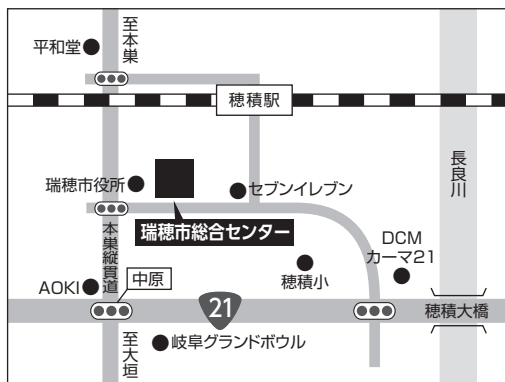 至本巣
平和堂
穂積駅
長良川
瑞穂市役所
セブンイレブン
瑞穂市総合センター
本巣縦貫道
DCM
カーマ21
穂積小
AOKI
中原
21
穂積大橋
至大垣
岐阜グランドボウル